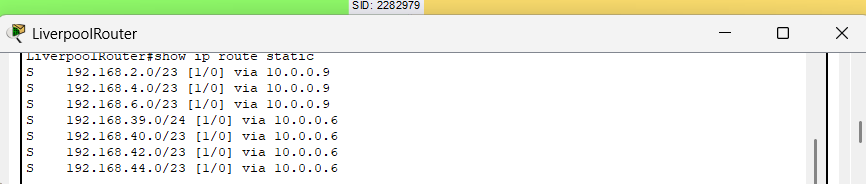 SID: 2282979
LiverpoolRouter
LiverpoolRouter#show ip route static
S    192.168.2.0/23 [1/0] via 10.0.0.9
S    192.168.4.0/23 [1/0] via 10.0.0.9
S    192.168.6.0/23 [1/0] via 10.0.0.9
S    192.168.39.0/24 [1/0] via 10.0.0.6
S    192.168.40.0/23 [1/0] via 10.0.0.6
S    192.168.42.0/23 [1/0] via 10.0.0.6
S    192.168.44.0/23 [1/0] via 10.0.0.6